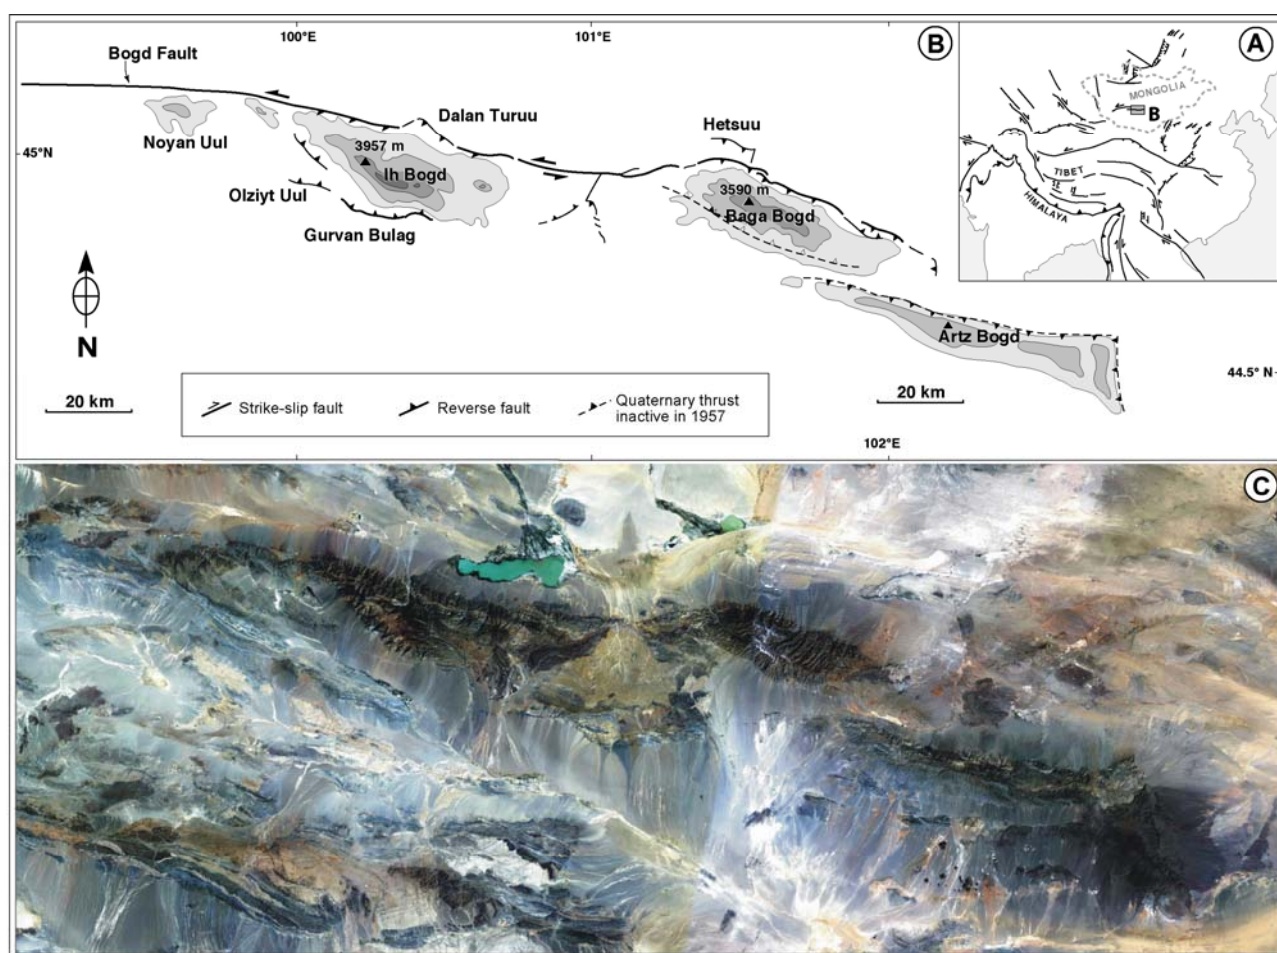 100°E
101°E
B
A
Bogd Fault
MONGOLIA
B
Dalan Turuu
Hetsuu
Noyan Uul
45°N
3957 m
Ih Bogd
TIBET
3590 m
Olziyt Uul
HIMALAYA
Baga Bogd
Gurvan Bulag
N
Artz Bogd
44.5° N
20 km
Strike-slip fault
Reverse fault
Quaternary thrust
inactive in 1957
20 km
102°E
C